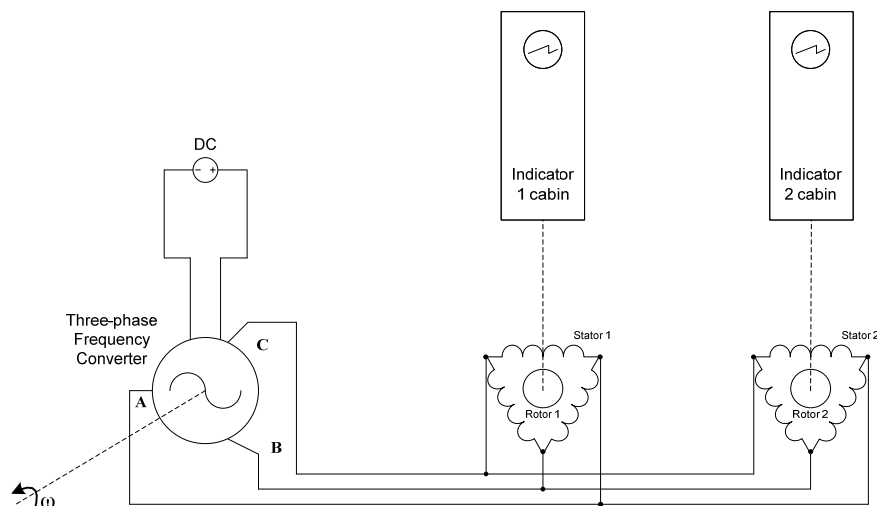 DC
- +
Indicator
1 cabin
Indicator
2 cabin
Three-phase
Frequency
Converter
C
A
B
ω
Stator 1
Rotor 1
Stator 2
Rotor 2